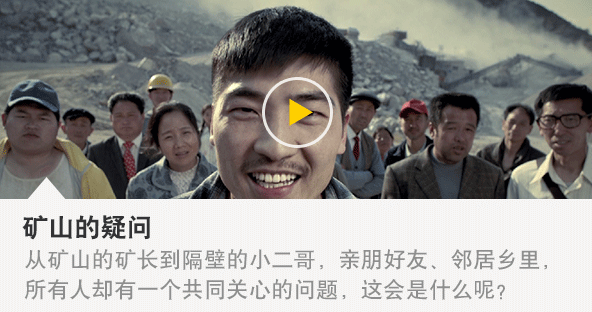 矿山的疑问
从矿山的矿长到隔壁的小二哥，亲朋好友、邻居乡里，
所有人却有一个共同关心的问题，这会是什么呢？